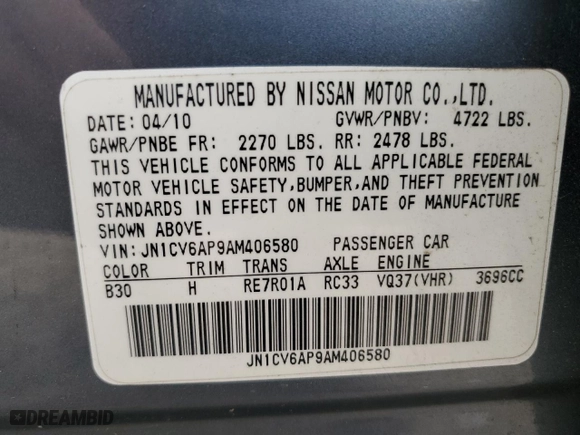 MANUFACTURED BY NISSAN MOTOR CO.,LTD.
DATE: 04/10 GVWR/PNBV: 4722 LBS.
GAWR/PNBE FR: 2270 LBS. RR: 2478 LBS.
THIS VEHICLE CONFORMS TO ALL APPLICABLE FEDERAL
MOTOR VEHICLE SAFETY,BUMPER,AND THEFT PREVENTION
STANDARDS IN EFFECT ON THE DATE OF MANUFACTURE
SHOWN ABOVE.
VIN: JN1CV6AP9AM406580 PASSENGER CAR
COLOR TRIM TRANS AXLE ENGINE
B30 H RE7R01A RC33 VQ37(VHR) 3696CC
JN1CV6AP9AM406580
DREAMBID